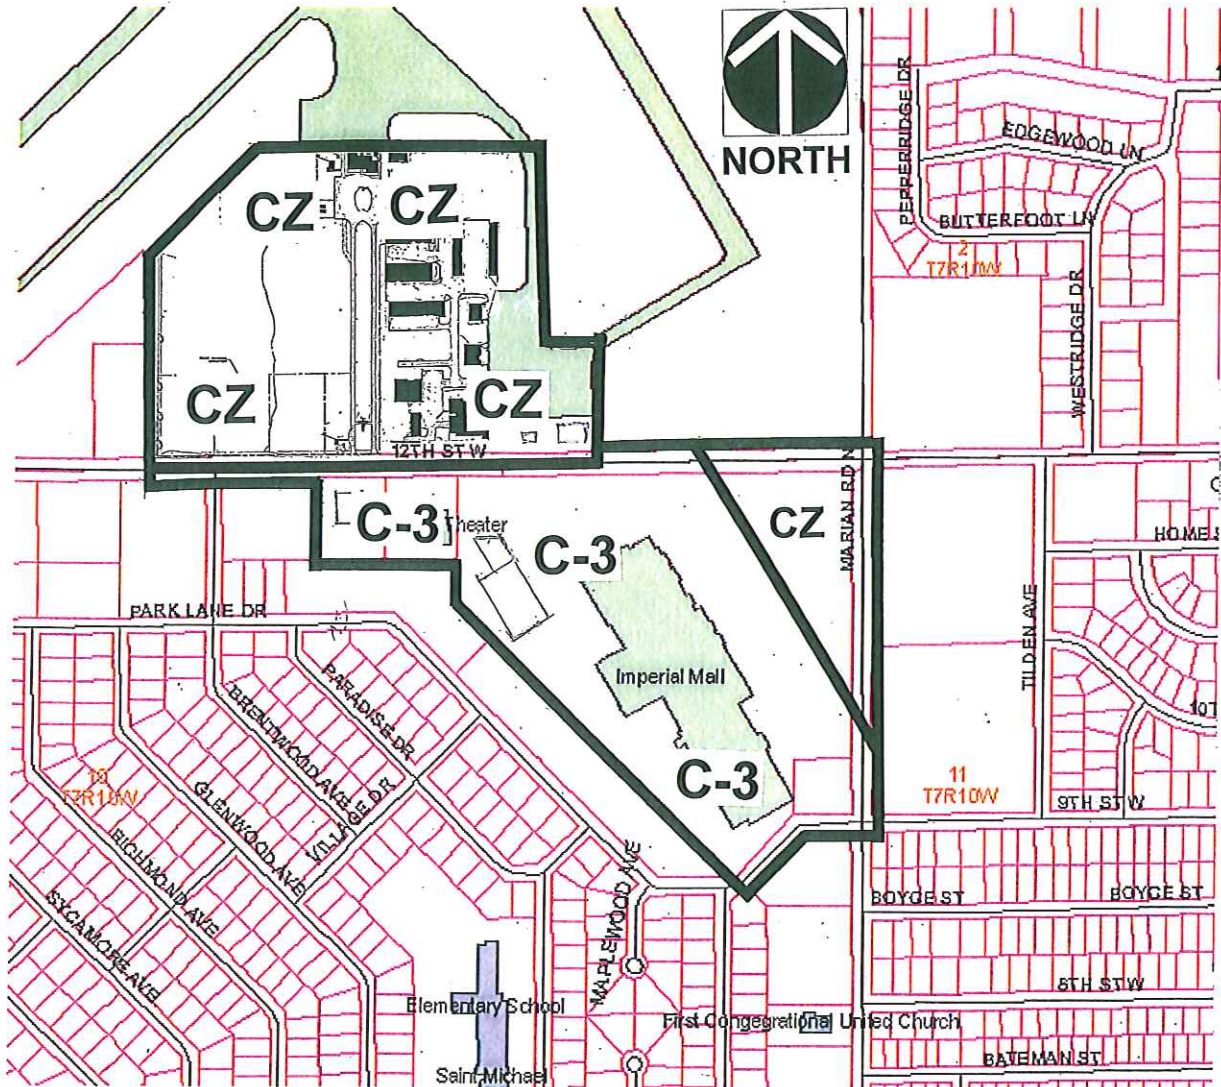 NORTH
PEPPERRIDGE DR
EDGEWOOD LN
BUTTERFOOT LN
2
T7R10W
WESTRIDGE DR
CZ
CZ
CZ
CZ
12TH ST W
MARIAN RD N
CZ
C-3
Theater
C-3
Imperial Mall
C-3
HOME
TILDEN AVE
10T
11
T7R10W
9TH ST W
PARK LANE DR
PARADISE DR
BRENTWOOD AVE
VILLAGE DR
10
T7R10W
GLENWOOD AVE
RICHMOND AVE
SYCAMORE AVE
MAPLEWOOD AVE
BOYCE ST
BOYCE ST
8TH ST W
Elementary School
First Congegrational United Church
BATEMAN ST
Saint Michael